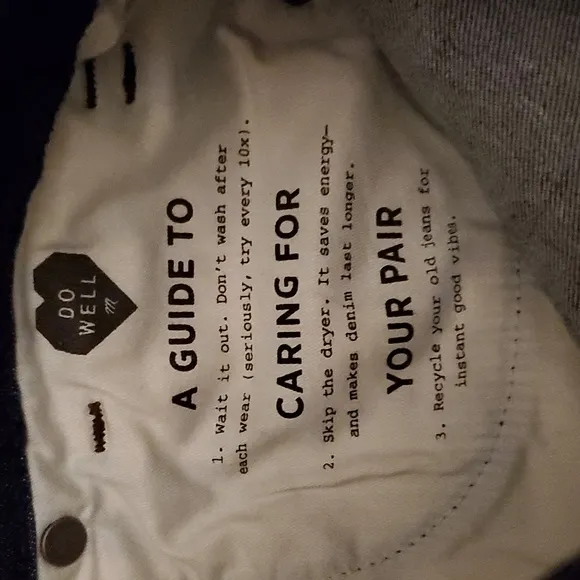 DO
WELL
m
A GUIDE TO
1. Wait it out. Don't wash after
each wear (seriously, try every 10x).
CARING FOR
2. Skip the dryer. It saves energy—
and makes denim last longer.
YOUR PAIR
3. Recycle your old jeans for
instant good vibes.